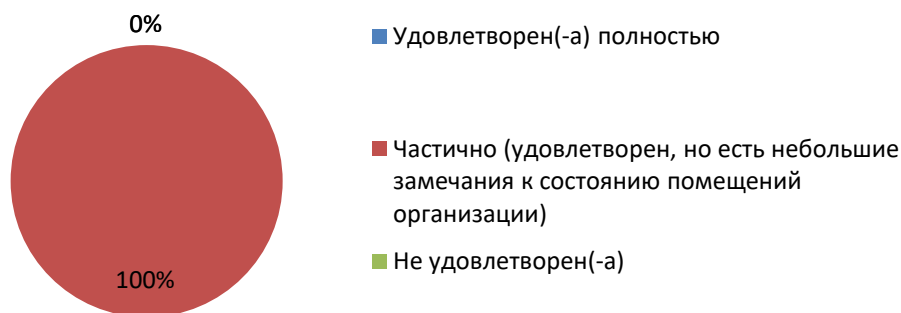 0%
100%
Удовлетворен(-а) полностью
Частично (удовлетворен, но есть небольшие
замечания к состоянию помещений
организации)
Не удовлетворен(-а)